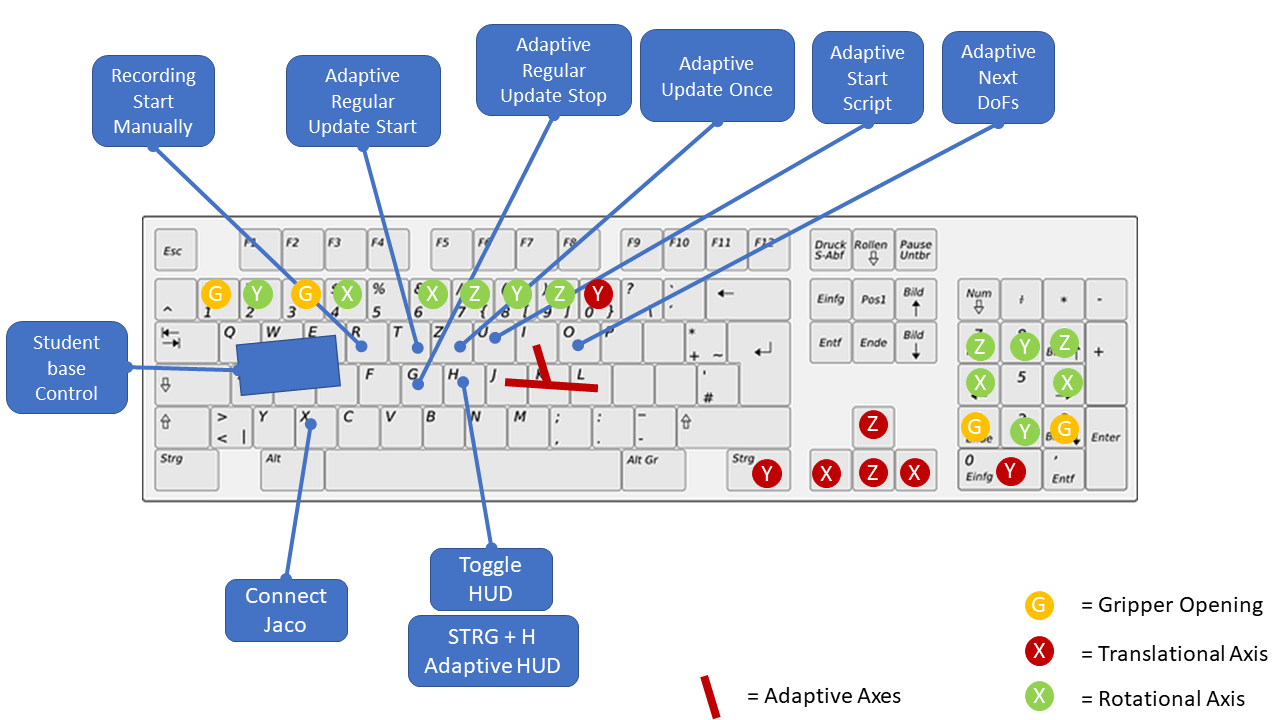 Recording
Start
Manually
Adaptive
Regular
Update Start
Adaptive
Regular
Update Stop
Adaptive
Update Once
Adaptive
Start
Script
Adaptive
Next
DoFs
Esc F1 F2 F3 F4 F5 F6 F7 F8 F9 F10 F11 F12
Druck
S-Abf
Rollen
Pause
Untbr
G Y G X X Z Y Z Y
^ 1 2 3 4 % 5 6 / 7 { 8 [ 9 ] 0 } ? \ ` ←
Einfg Pos1 Bild ↑
Num / * -
Q W E R T Z U I O P * + ~
Entf Ende Bild ↓
Z Y Z +
Student
base
Control
F G H J K L ' #
X 5 X
> < | Y X C V B N M ; , : . _ -
Z
G Y G Enter
Strg Alt Alt Gr Strg Y
X Z X
0 Einfg Y , Entf
Toggle
HUD
Connect
Jaco
STRG + H
Adaptive HUD
G = Gripper Opening
X = Translational Axis
X = Rotational Axis
= Adaptive Axes